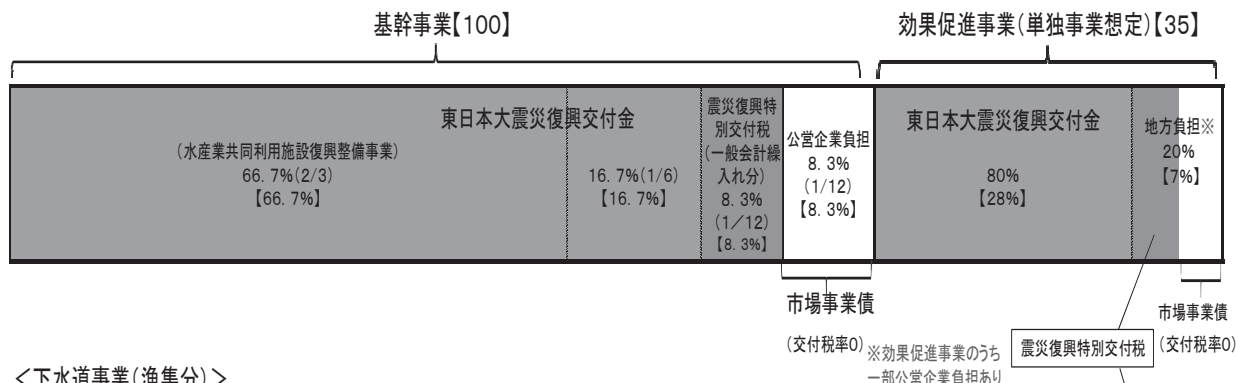 基幹事業【100】
効果促進事業(単独事業想定)【35】
東日本大震災復興交付金
(水産業共同利用施設復興整備事業)
66.7%(2/3)
【66.7%】
16.7%(1/6)
【16.7%】
震災復興特
別交付税
(一般会計繰
入れ分)
8.3%
(1/12)
【8.3%】
公営企業負担
8.3%
(1/12)
【8.3%】
東日本大震災復興交付金
80%
【28%】
地方負担※
20%
【7%】
市場事業債
(交付税率0)
※効果促進事業のうち
一部公営企業負担あり
震災復興特別交付税
市場事業債
(交付税率0)
<下水道事業(漁集分)>